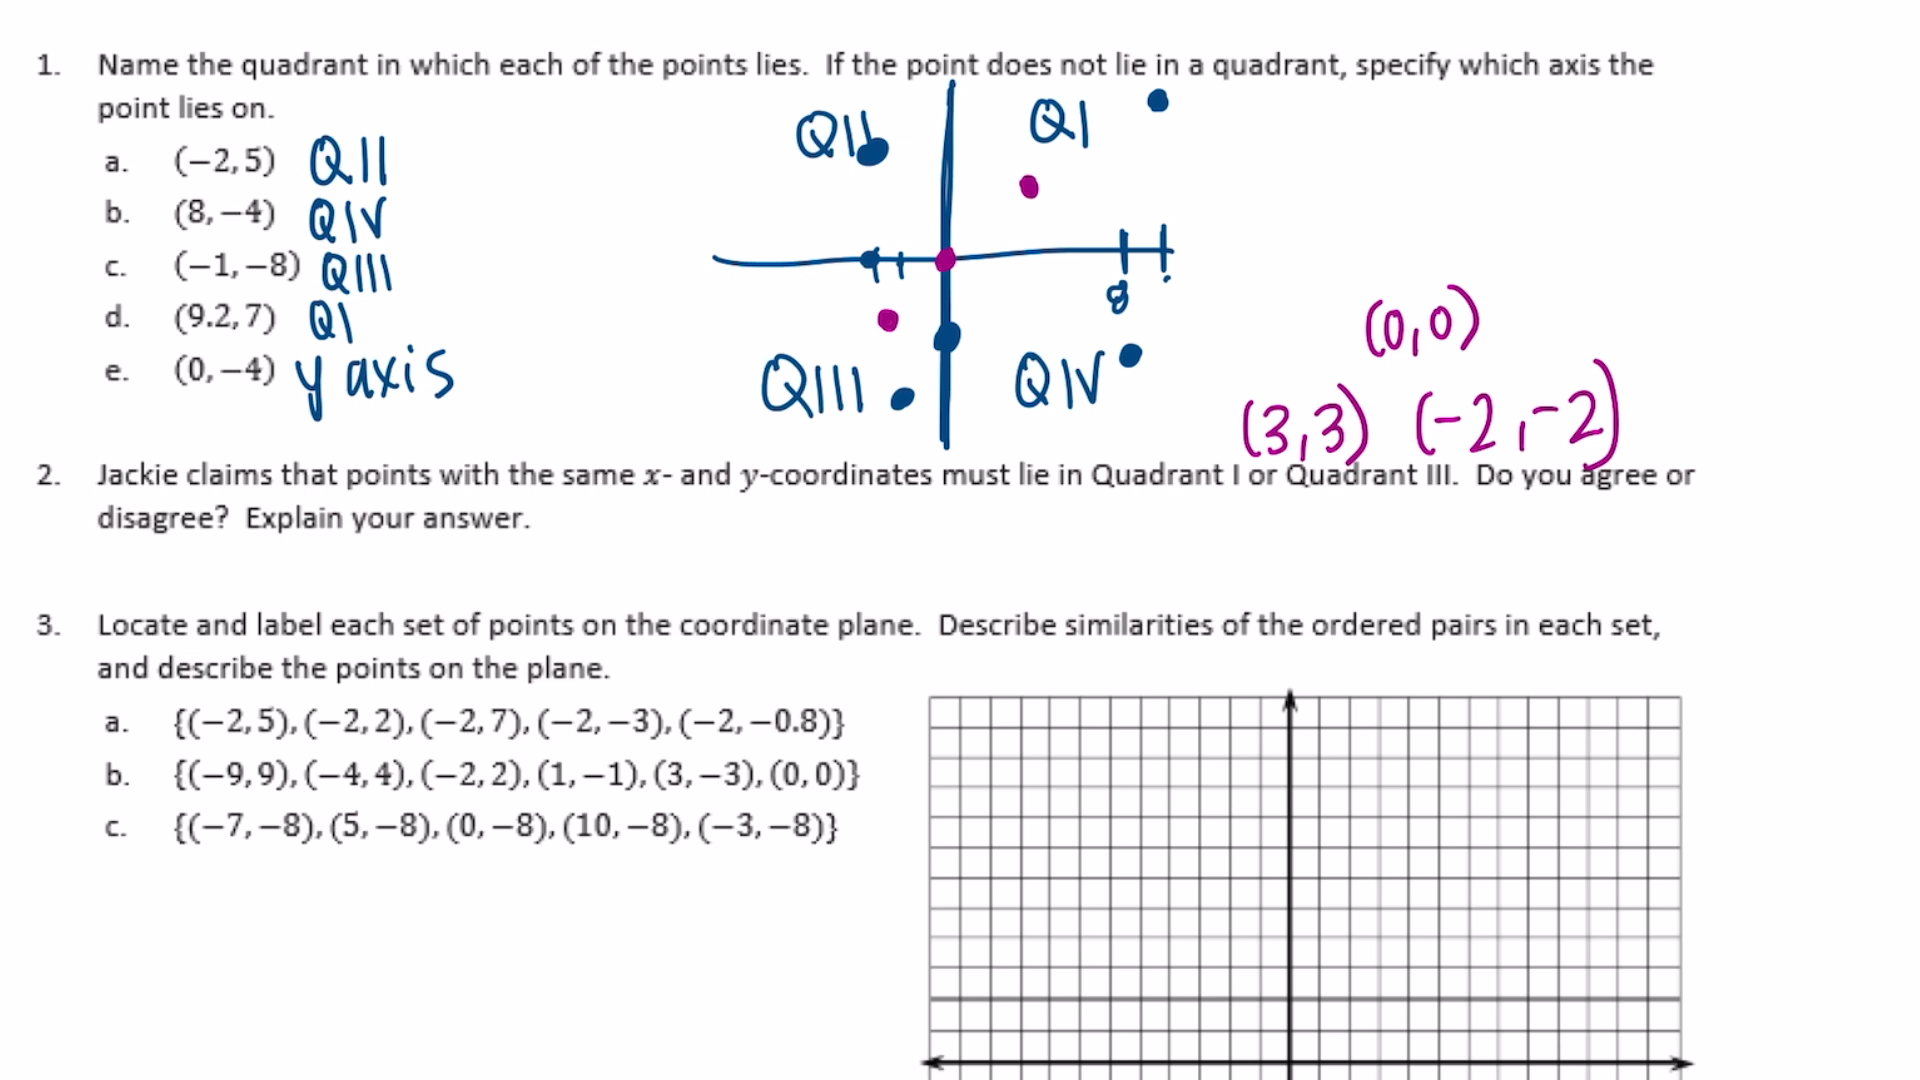 1. Name the quadrant in which each of the points lies. If the point does not lie in a quadrant, specify which axis the
point lies on.
a. (−2,5) QII
b. (8,−4) QIV
c. (−1,−8) QIII
d. (9.2,7) QI
e. (0,−4) y axis
QII
QI
8
QIII
QIV
(0,0)
(3,3) (-2,-2)
2. Jackie claims that points with the same x- and y-coordinates must lie in Quadrant I or Quadrant III. Do you agree or
disagree? Explain your answer.
3. Locate and label each set of points on the coordinate plane. Describe similarities of the ordered pairs in each set,
and describe the points on the plane.
a. {(−2,5),(−2,2),(−2,7),(−2,−3),(−2,−0.8)}
b. {(−9,9),(−4,4),(−2,2),(1,−1),(3,−3),(0,0)}
c. {(−7,−8),(5,−8),(0,−8),(10,−8),(−3,−8)}